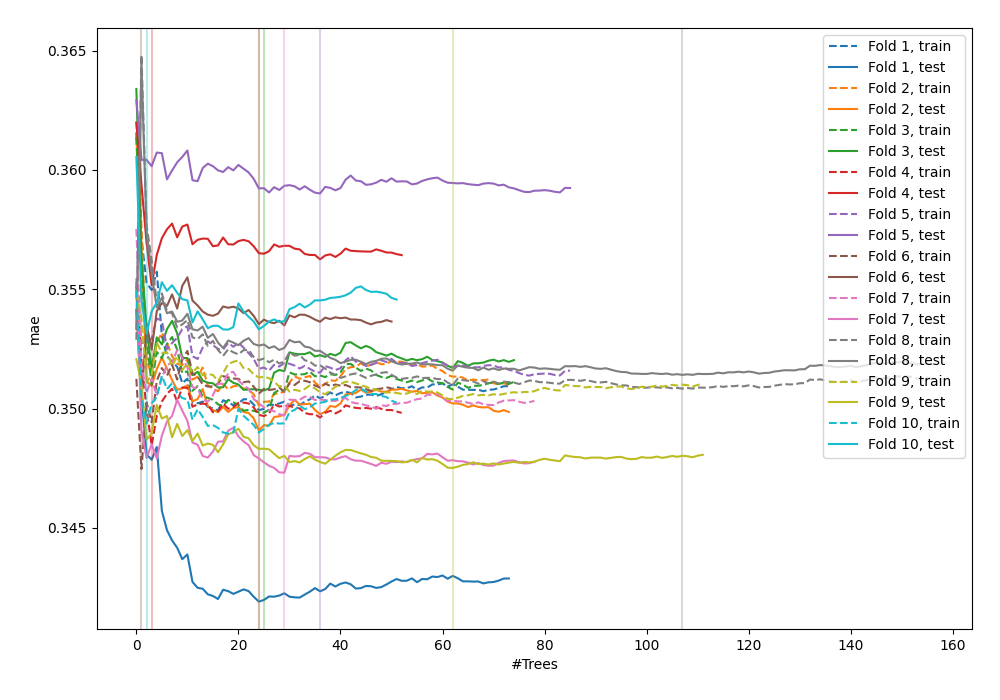 0.365
0.360
0.355
0.350
0.345
mae
0
20
40
60
80
100
120
140
160
#Trees
Fold 1, train
Fold 1, test
Fold 2, train
Fold 2, test
Fold 3, train
Fold 3, test
Fold 4, train
Fold 4, test
Fold 5, train
Fold 5, test
Fold 6, train
Fold 6, test
Fold 7, train
Fold 7, test
Fold 8, train
Fold 8, test
Fold 9, train
Fold 9, test
Fold 10, train
Fold 10, test